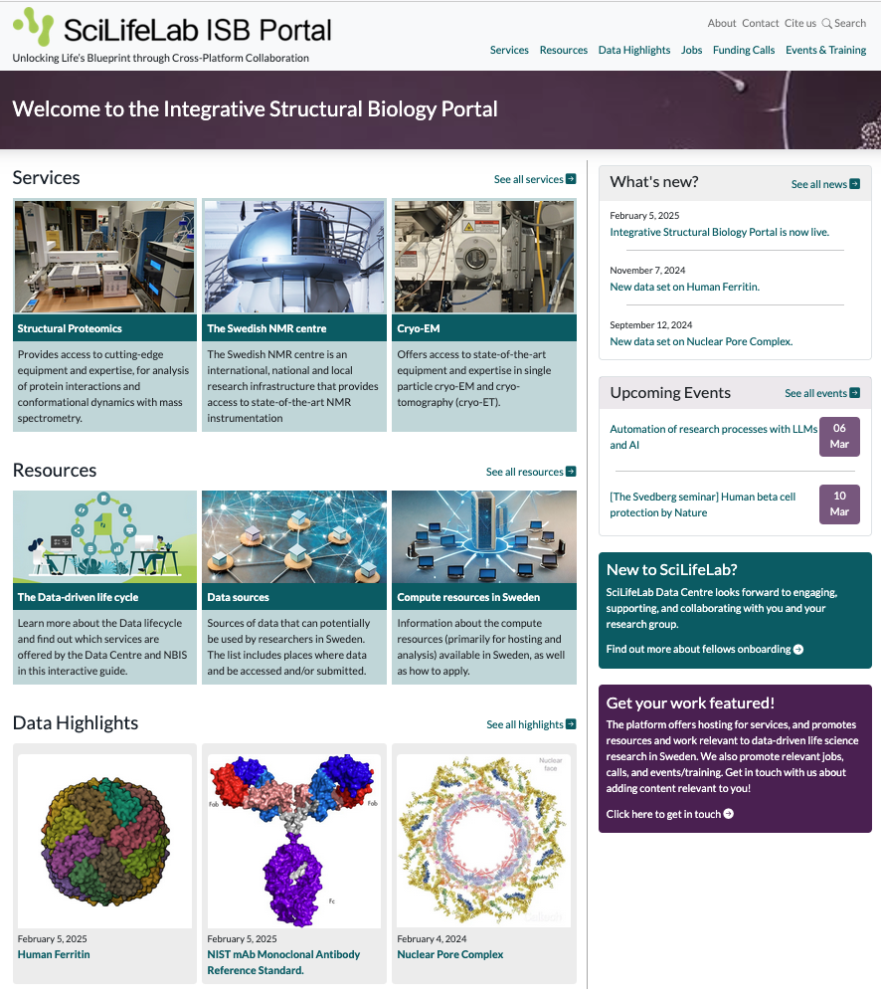 SciLifeLab ISB Portal
Unlocking Life's Blueprint through Cross-Platform Collaboration
About Contact Cite us Search
Services Resources Data Highlights Jobs Funding Calls Events & Training
Welcome to the Integrative Structural Biology Portal
Services
See all services
Structural Proteomics
Provides access to cutting-edge
equipment and expertise, for analysis
of protein interactions and
conformational dynamics with mass
spectrometry.
The Swedish NMR centre
The Swedish NMR centre is an
international, national and local
research infrastructure that provides
access to state-of-the-art NMR
instrumentation
Cryo-EM
Offers access to state-of-the-art
equipment and expertise in single
particle cryo-EM and cryo-
tomography (cryo-ET).
Resources
See all resources
The Data-driven life cycle
Learn more about the Data lifecycle
and find out which services are
offered by the Data Centre and NBIS
in this interactive guide.
Data sources
Sources of data that can potentially
be used by researchers in Sweden.
The list includes places where data
and be accessed and/or submitted.
Compute resources in Sweden
Information about the compute
resources (primarily for hosting and
analysis) available in Sweden, as well
as how to apply.
Data Highlights
See all highlights
Fab
Fab
Fc
Nuclear
face
February 5, 2025
Human Ferritin
February 5, 2025
NIST mAb Monoclonal Antibody
Reference Standard.
February 4, 2024
Nuclear Pore Complex
What's new?
See all news
February 5, 2025
Integrative Structural Biology Portal is now live.
November 7, 2024
New data set on Human Ferritin.
September 12, 2024
New data set on Nuclear Pore Complex.
Upcoming Events
See all events
Automation of research processes with LLMs
and AI
06
Mar
[The Svedberg seminar] Human beta cell
protection by Nature
10
Mar
New to SciLifeLab?
SciLifeLab Data Centre looks forward to engaging,
supporting, and collaborating with you and your
research group.
Find out more about fellows onboarding
Get your work featured!
The platform offers hosting for services, and promotes
resources and work relevant to data-driven life science
research in Sweden. We also promote relevant jobs,
calls, and events/training. Get in touch with us about
adding content relevant to you!
Click here to get in touch